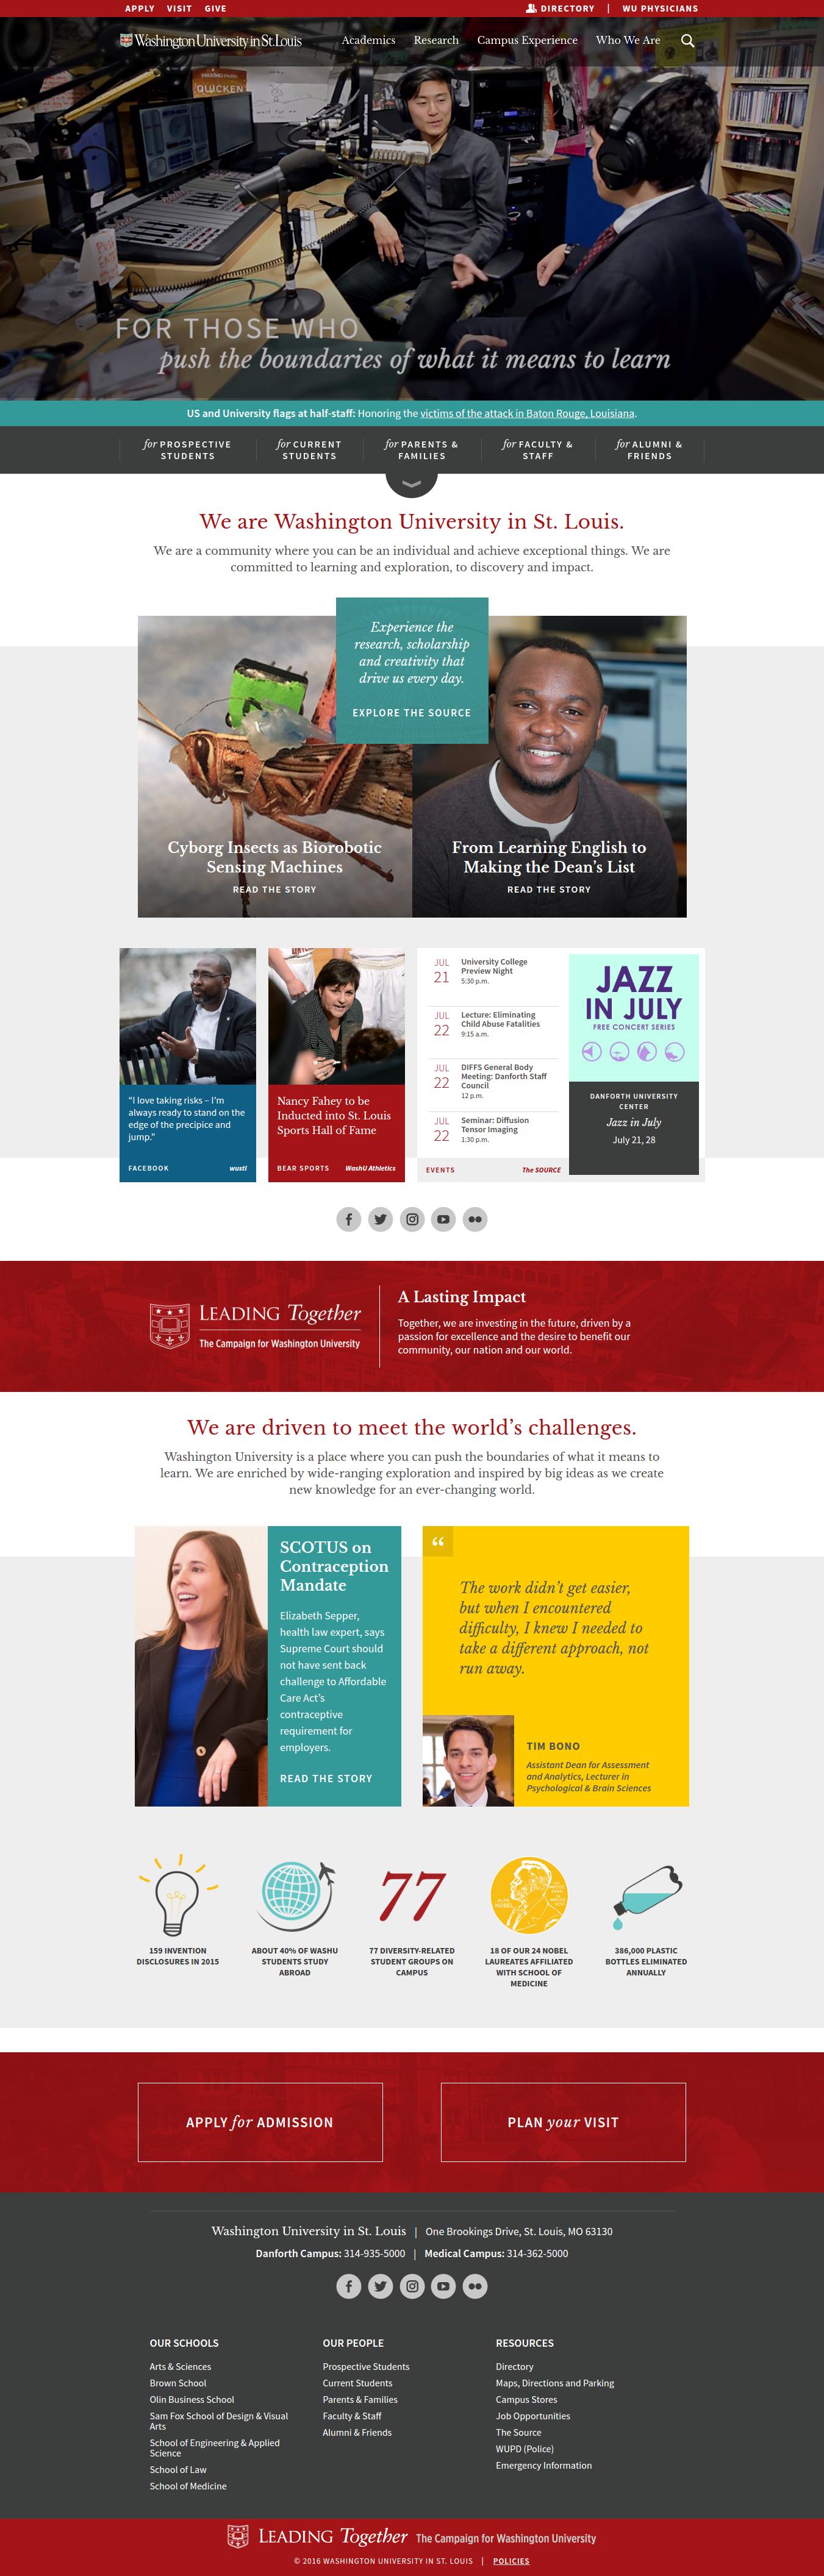 APPLY VISIT GIVE
DIRECTORY | WU PHYSICIANS
Washington University in St. Louis
Academics Research Campus Experience Who We Are
QUICKEN
FOR THOSE WHO
push the boundaries of what it means to learn
US and University flags at half-staff: Honoring the victims of the attack in Baton Rouge, Louisiana.
for PROSPECTIVE
STUDENTS
for CURRENT
STUDENTS
for PARENTS &
FAMILIES
for FACULTY &
STAFF
for ALUMNI &
FRIENDS
We are Washington University in St. Louis.
We are a community where you can be an individual and achieve exceptional things. We are
committed to learning and exploration, to discovery and impact.
Experience the
research, scholarship
and creativity that
drive us every day.
EXPLORE THE SOURCE
Cyborg Insects as Biorobotic
Sensing Machines
READ THE STORY
From Learning English to
Making the Dean's List
READ THE STORY
"I love taking risks – I'm
always ready to stand on the
edge of the precipice and
jump."
FACEBOOK wustl
Nancy Fahey to be
Inducted into St. Louis
Sports Hall of Fame
BEAR SPORTS WashU Athletics
JUL
21
University College
Preview Night
5:30 p.m.
JUL
22
Lecture: Eliminating
Child Abuse Fatalities
9:15 a.m.
JUL
22
DIFFS General Body
Meeting: Danforth Staff
Council
12 p.m.
JUL
22
Seminar: Diffusion
Tensor Imaging
1:30 p.m.
EVENTS The SOURCE
JAZZ
IN JULY
FREE CONCERT SERIES
DANFORTH UNIVERSITY
CENTER
Jazz in July
July 21, 28
LEADING Together
The Campaign for Washington University
A Lasting Impact
Together, we are investing in the future, driven by a
passion for excellence and the desire to benefit our
community, our nation and our world.
We are driven to meet the world's challenges.
Washington University is a place where you can push the boundaries of what it means to
learn. We are enriched by wide-ranging exploration and inspired by big ideas as we create
new knowledge for an ever-changing world.
SCOTUS on
Contraception
Mandate
Elizabeth Sepper,
health law expert, says
Supreme Court should
not have sent back
challenge to Affordable
Care Act's
contraceptive
requirement for
employers.
READ THE STORY
“
The work didn't get easier,
but when I encountered
difficulty, I knew I needed to
take a different approach, not
run away.
TIM BONO
Assistant Dean for Assessment
and Analytics, Lecturer in
Psychological & Brain Sciences
77
159 INVENTION
DISCLOSURES IN 2015
ABOUT 40% OF WASHU
STUDENTS STUDY
ABROAD
77 DIVERSITY-RELATED
STUDENT GROUPS ON
CAMPUS
18 OF OUR 24 NOBEL
LAUREATES AFFILIATED
WITH SCHOOL OF
MEDICINE
386,000 PLASTIC
BOTTLES ELIMINATED
ANNUALLY
APPLY for ADMISSION
PLAN your VISIT
Washington University in St. Louis | One Brookings Drive, St. Louis, MO 63130
Danforth Campus: 314-935-5000 | Medical Campus: 314-362-5000
OUR SCHOOLS
Arts & Sciences
Brown School
Olin Business School
Sam Fox School of Design & Visual
Arts
School of Engineering & Applied
Science
School of Law
School of Medicine
OUR PEOPLE
Prospective Students
Current Students
Parents & Families
Faculty & Staff
Alumni & Friends
RESOURCES
Directory
Maps, Directions and Parking
Campus Stores
Job Opportunities
The Source
WUPD (Police)
Emergency Information
LEADING Together The Campaign for Washington University
© 2016 WASHINGTON UNIVERSITY IN ST. LOUIS | POLICIES